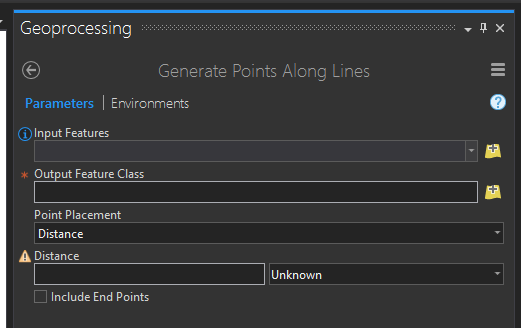 Geoprocessing
Generate Points Along Lines
Parameters | Environments
Input Features
Output Feature Class
Point Placement
Distance
Distance
Unknown
Include End Points